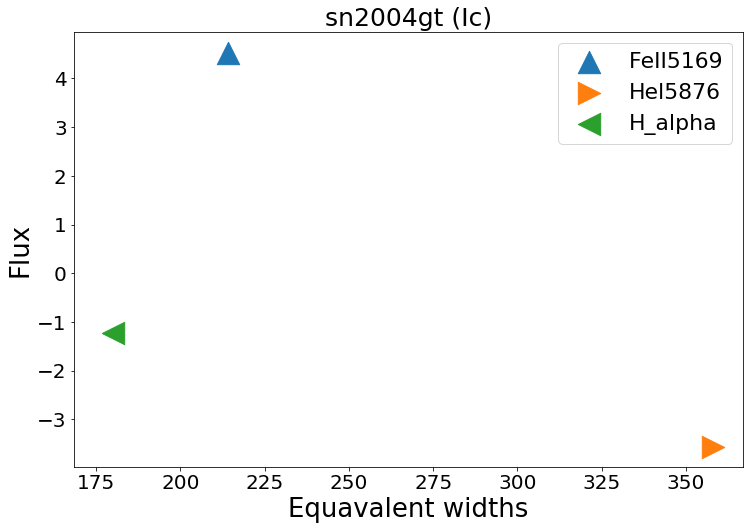 sn2004gt (Ic)
FeII5169
HeI5876
H_alpha
Flux
4
3
2
1
0
−1
−2
−3
175 200 225 250 275 300 325 350
Equavalent widths